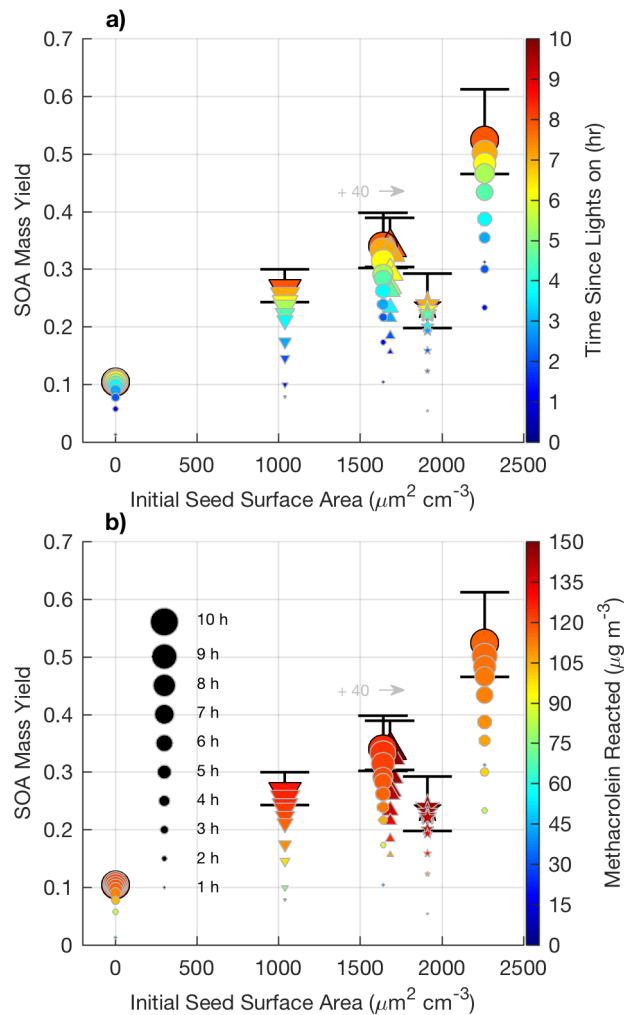 a)
0.7
0.6
0.5
0.4
0.3
0.2
0.1
0
SOA Mass Yield
+ 40
0 500 1000 1500 2000 2500
Initial Seed Surface Area (μm² cm⁻³)
10
9
8
7
6
5
4
3
2
1
0
Time Since Lights on (hr)
b)
0.7
0.6
0.5
0.4
0.3
0.2
0.1
0
SOA Mass Yield
10 h
9 h
8 h
7 h
6 h
5 h
4 h
3 h
2 h
1 h
+ 40
0 500 1000 1500 2000 2500
Initial Seed Surface Area (μm² cm⁻³)
150
135
120
105
90
75
60
45
30
15
0
Methacrolein Reacted (μg m⁻³)